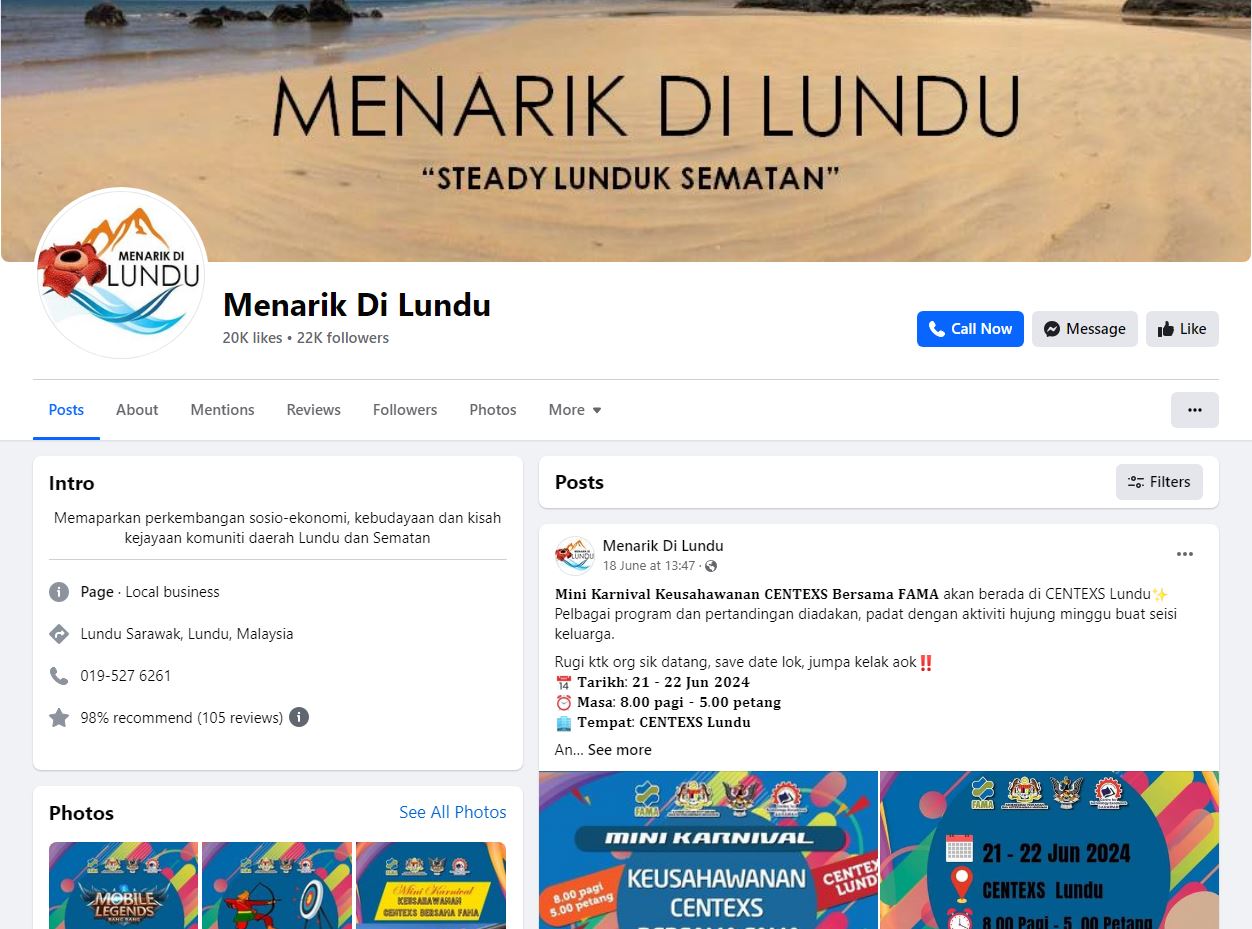 MENARIK DI LUNDU
“STEADY LUNDUK SEMATAN”
MENARIK DI
LUNDU
Menarik Di Lundu
20K likes • 22K followers
Call Now
Message
Like
Posts
About
Mentions
Reviews
Followers
Photos
More
Intro
Memaparkan perkembangan sosio-ekonomi, kebudayaan dan kisah
kejayaan komuniti daerah Lundu dan Sematan
Page · Local business
Lundu Sarawak, Lundu, Malaysia
019-527 6261
98% recommend (105 reviews)
Photos
See All Photos
MOBILE
LEGENDS
BANG BANG
Mini Karnival
KEUSAHAWANAN
CENTEXS BERSAMA FAMA
Posts
Filters
Menarik Di Lundu
18 June at 13:47 ·
𝐌𝐢𝐧𝐢 𝐊𝐚𝐫𝐧𝐢𝐯𝐚𝐥 𝐊𝐞𝐮𝐬𝐚𝐡𝐚𝐰𝐚𝐧𝐚𝐧 𝐂𝐄𝐍𝐓𝐄𝐗𝐒 𝐁𝐞𝐫𝐬𝐚𝐦𝐚 𝐅𝐀𝐌𝐀 akan berada di CENTEXS Lundu✨
Pelbagai program dan pertandingan diadakan, padat dengan aktiviti hujung minggu buat seisi
keluarga.
Rugi ktk org sik datang, save date lok, jumpa kelak aok‼️
📅 𝐓𝐚𝐫𝐢𝐤𝐡: 𝟐𝟏 - 𝟐𝟐 𝐉𝐮𝐧 𝟐𝟎𝟐𝟒
⏰ 𝐌𝐚𝐬𝐚: 𝟖.𝟎𝟎 𝐩𝐚𝐠𝐢 - 𝟓.𝟎𝟎 𝐩𝐞𝐭𝐚𝐧𝐠
🏢 𝐓𝐞𝐦𝐩𝐚𝐭: 𝐂𝐄𝐍𝐓𝐄𝐗𝐒 𝐋𝐮𝐧𝐝𝐮
An... See more
FAMA
MINI KARNIVAL
KEUSAHAWANAN
CENTEXS
BERSAMA FAMA
8.00 pagi
5.00 petang
CENTEXS
LUNDU
FAMA
21 - 22 Jun 2024
CENTEXS Lundu
8.00 Pagi - 5. 00 Petang